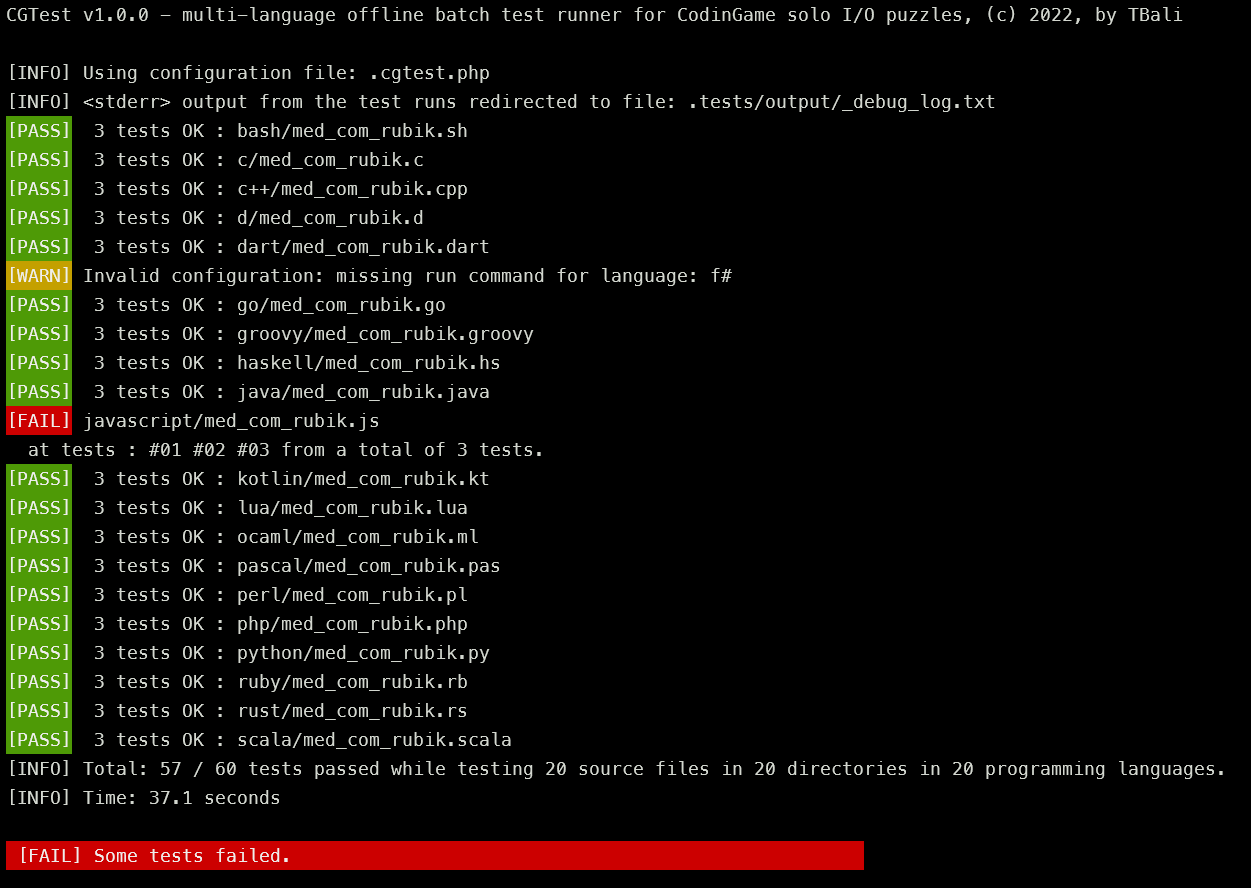 CGTest v1.0.0 - multi-language offline batch test runner for CodinGame solo I/O puzzles, (c) 2022, by TBali
[INFO] Using configuration file: .cgtest.php
[INFO] <stderr> output from the test runs redirected to file: .tests/output/_debug_log.txt
[PASS]  3 tests OK : bash/med_com_rubik.sh
[PASS]  3 tests OK : c/med_com_rubik.c
[PASS]  3 tests OK : c++/med_com_rubik.cpp
[PASS]  3 tests OK : d/med_com_rubik.d
[PASS]  3 tests OK : dart/med_com_rubik.dart
[WARN] Invalid configuration: missing run command for language: f#
[PASS]  3 tests OK : go/med_com_rubik.go
[PASS]  3 tests OK : groovy/med_com_rubik.groovy
[PASS]  3 tests OK : haskell/med_com_rubik.hs
[PASS]  3 tests OK : java/med_com_rubik.java
[FAIL] javascript/med_com_rubik.js
  at tests : #01 #02 #03 from a total of 3 tests.
[PASS]  3 tests OK : kotlin/med_com_rubik.kt
[PASS]  3 tests OK : lua/med_com_rubik.lua
[PASS]  3 tests OK : ocaml/med_com_rubik.ml
[PASS]  3 tests OK : pascal/med_com_rubik.pas
[PASS]  3 tests OK : perl/med_com_rubik.pl
[PASS]  3 tests OK : php/med_com_rubik.php
[PASS]  3 tests OK : python/med_com_rubik.py
[PASS]  3 tests OK : ruby/med_com_rubik.rb
[PASS]  3 tests OK : rust/med_com_rubik.rs
[PASS]  3 tests OK : scala/med_com_rubik.scala
[INFO] Total: 57 / 60 tests passed while testing 20 source files in 20 directories in 20 programming languages.
[INFO] Time: 37.1 seconds
[FAIL] Some tests failed.